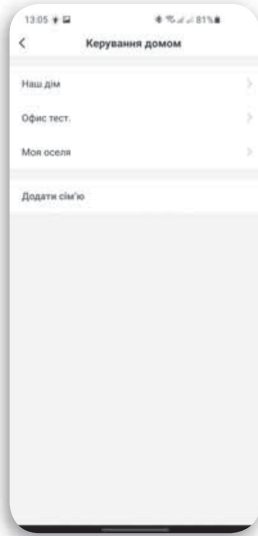 13:05 81%
Керування домом
Наш дім
Офис тест.
Моя оселя
Додати сім'ю